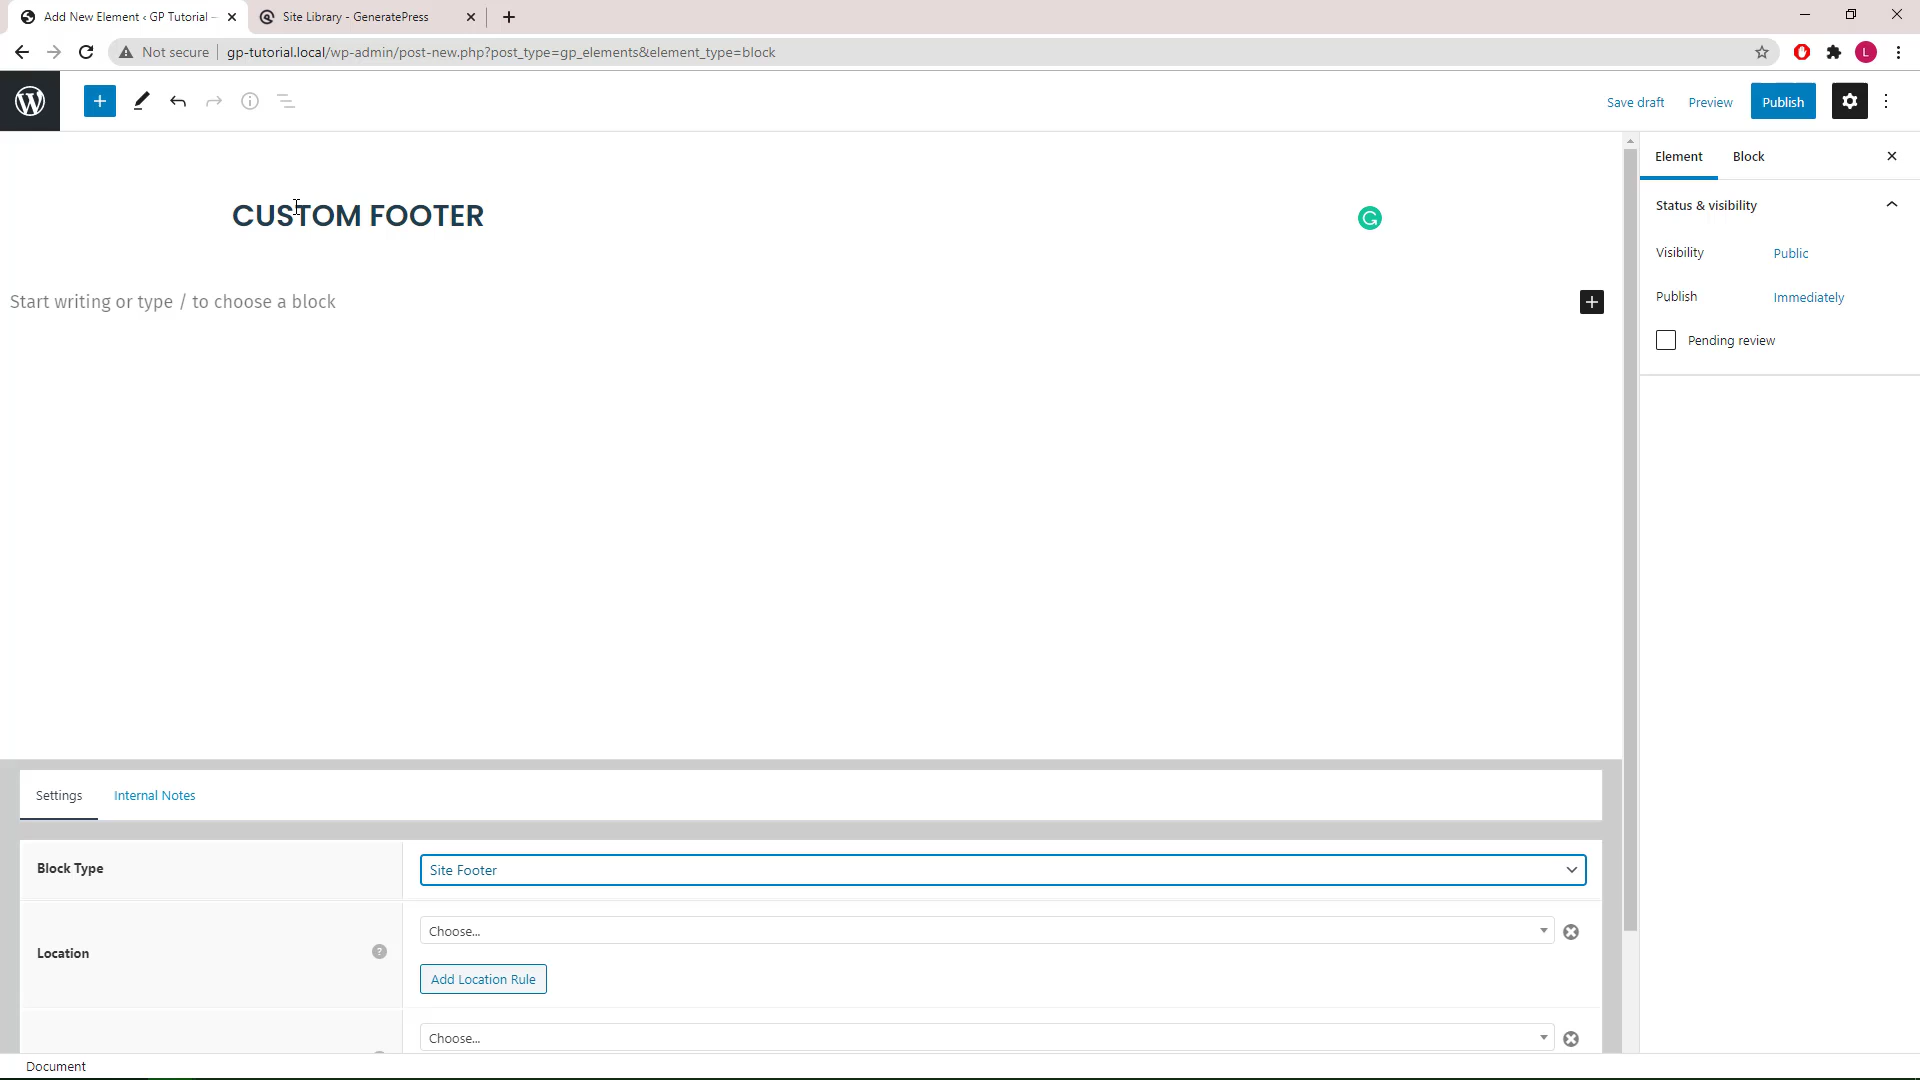 Add New Element ‹ GP Tutorial –
Site Library - GeneratePress
Not secure
gp-tutorial.local/wp-admin/post-new.php?post_type=gp_elements&element_type=block
L
Save draft
Preview
Publish
Element
Block
Status & visibility
CUSTOM FOOTER
Visibility
Public
Start writing or type / to choose a block
Publish
Immediately
Pending review
Settings
Internal Notes
Block Type
Site Footer
Choose...
Location
?
Add Location Rule
Choose...
Document